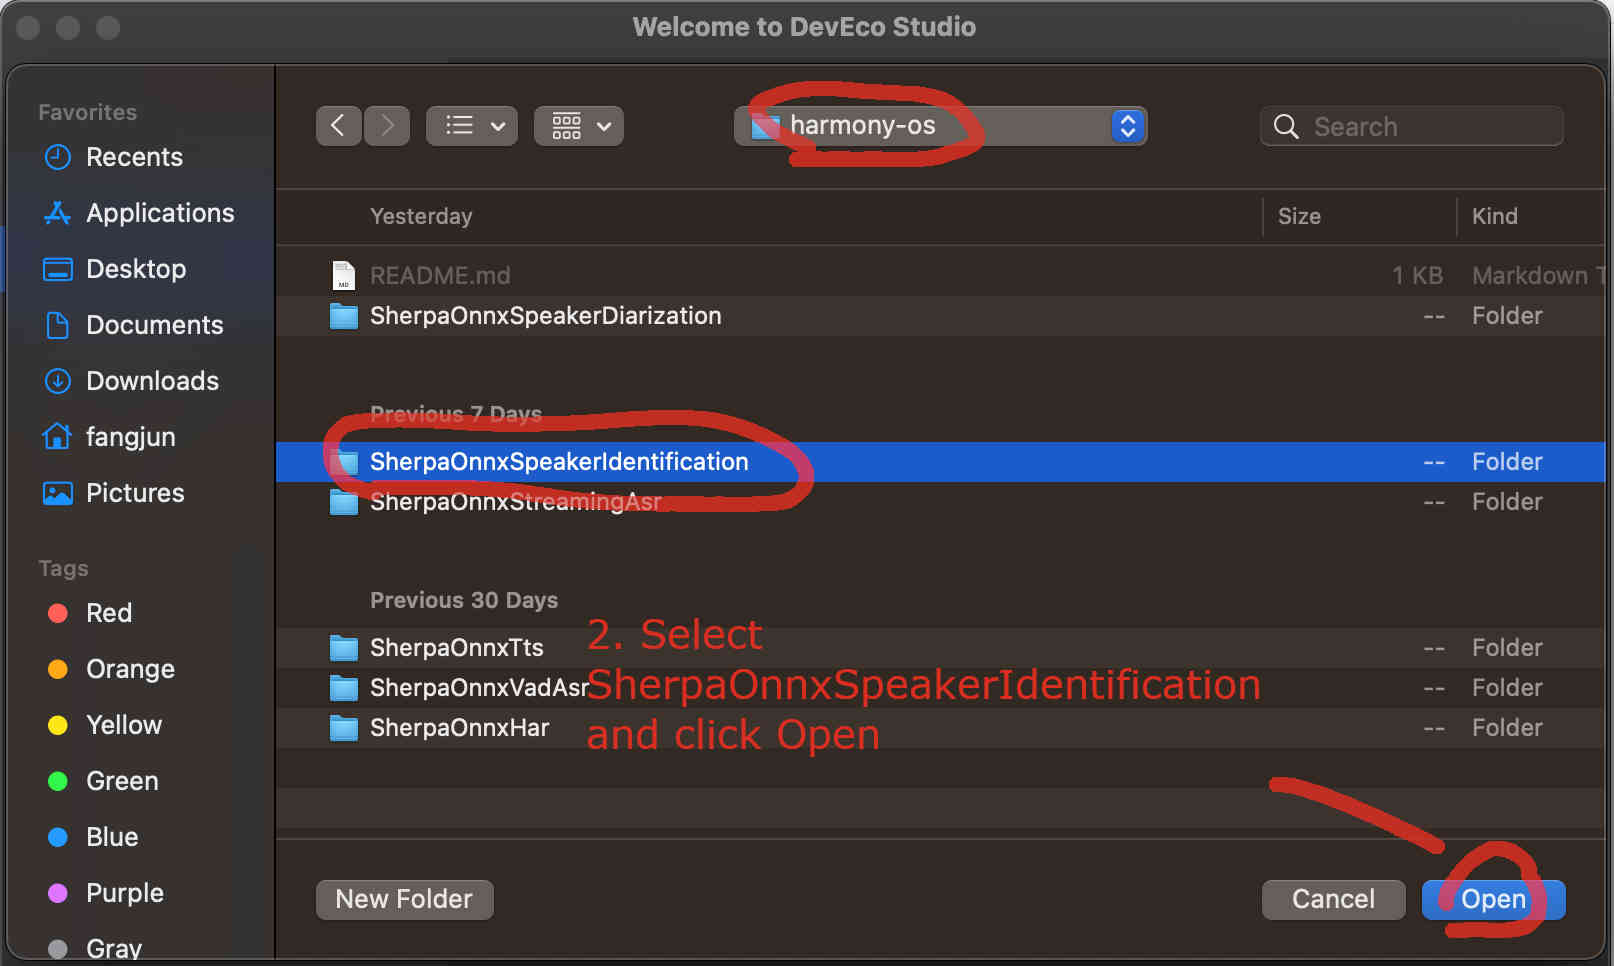 Welcome to DevEco Studio
Favorites
Recents
Applications
Desktop
Documents
Downloads
fangjun
Pictures
Tags
Red
Orange
Yellow
Green
Blue
Purple
Gray
harmony-os
Search
Yesterday Size Kind
README.md 1 KB Markdown T
SherpaOnnxSpeakerDiarization -- Folder
Previous 7 Days
SherpaOnnxSpeakerIdentification -- Folder
SherpaOnnxStreamingAsr -- Folder
Previous 30 Days
SherpaOnnxTts -- Folder
SherpaOnnxVadAsr -- Folder
SherpaOnnxHar -- Folder
2. Select
SherpaOnnxSpeakerIdentification
and click Open
New Folder Cancel Open